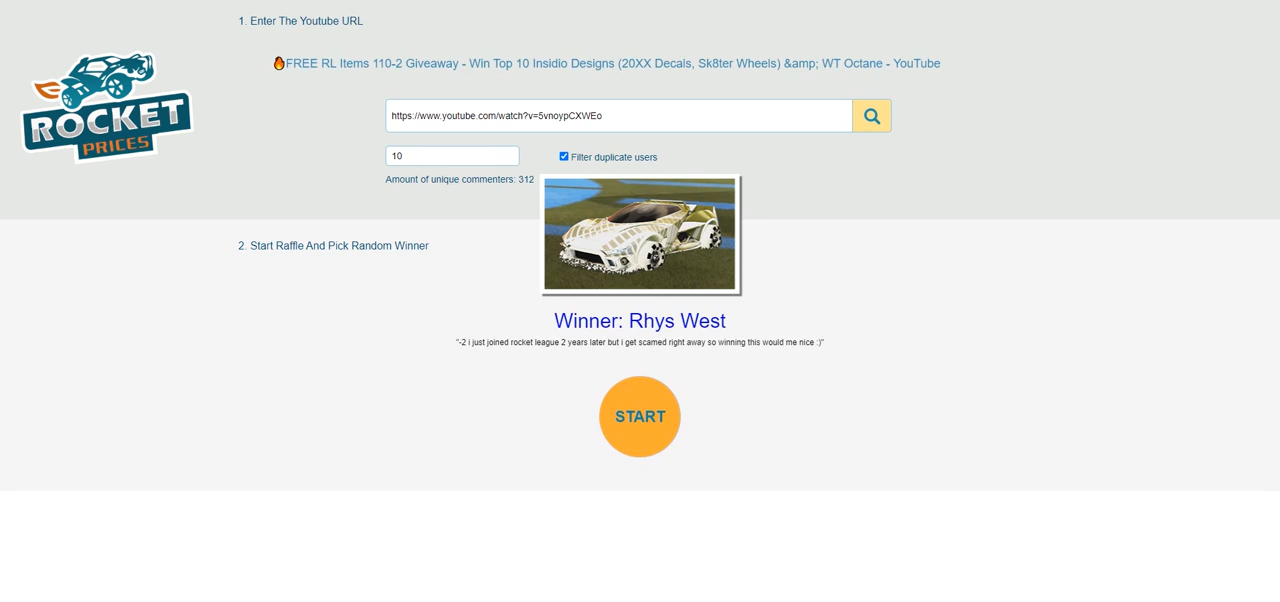 1. Enter The Youtube URL
🔥FREE RL Items 110-2 Giveaway - Win Top 10 Insidio Designs (20XX Decals, Sk8ter Wheels) &amp; WT Octane - YouTube
ROCKET
PRICES
https://www.youtube.com/watch?v=5vnoypCXWEo
10
Filter duplicate users
Amount of unique commenters: 312
2. Start Raffle And Pick Random Winner
Winner: Rhys West
"-2 i just joined rocket league 2 years later but i get scamed right away so winning this would me nice :)"
START